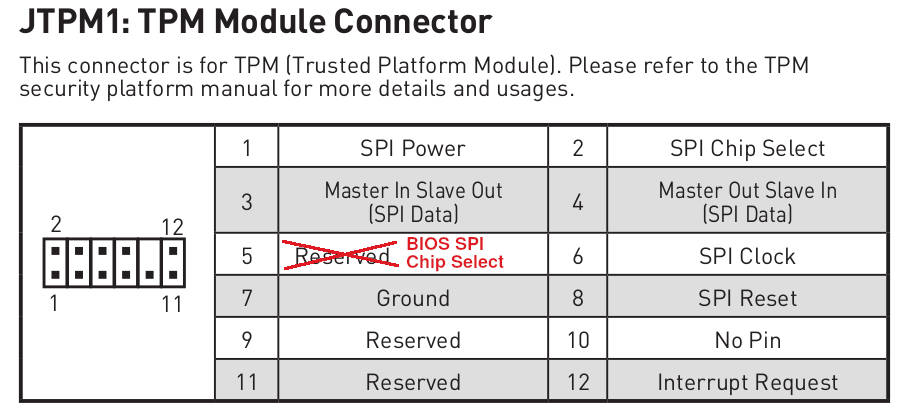 JTPM1: TPM Module Connector
This connector is for TPM (Trusted Platform Module). Please refer to the TPM
security platform manual for more details and usages.
2 12
1 11
1 SPI Power 2 SPI Chip Select
3 Master In Slave Out (SPI Data) 4 Master Out Slave In (SPI Data)
5 Reserved BIOS SPI Chip Select 6 SPI Clock
7 Ground 8 SPI Reset
9 Reserved 10 No Pin
11 Reserved 12 Interrupt Request